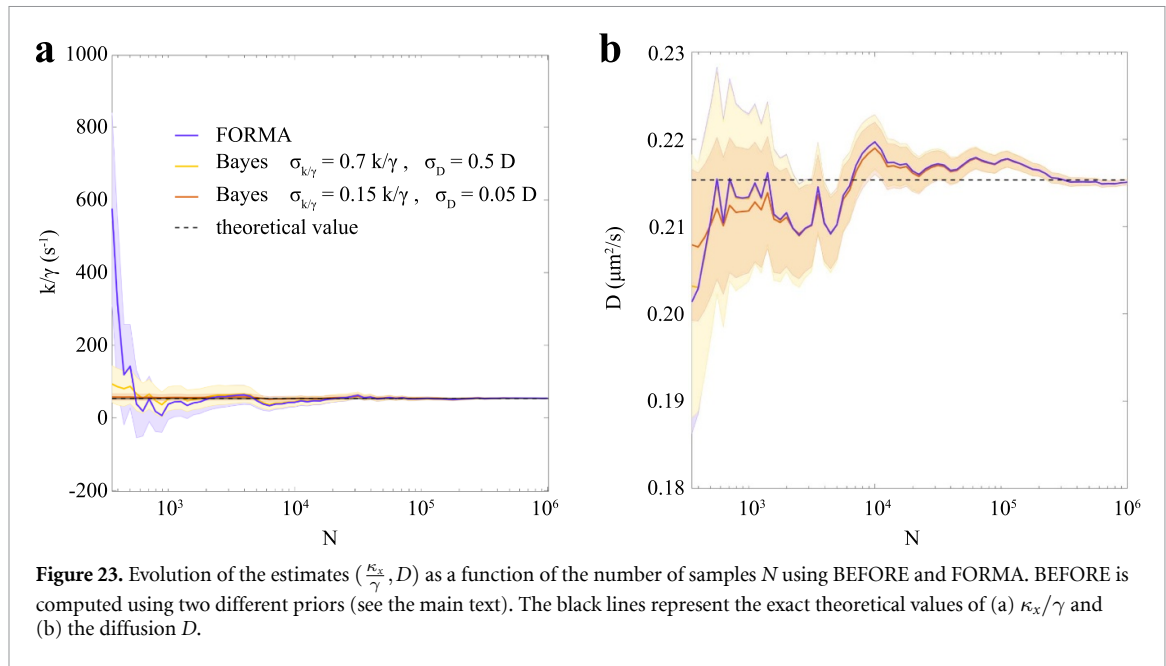 a
k/γ (s⁻¹)
1000
800
600
400
200
0
-200
10³
10⁴
10⁵
10⁶
N
FORMA
Bayes σ_k/γ = 0.7 k/γ , σ_D = 0.5 D
Bayes σ_k/γ = 0.15 k/γ , σ_D = 0.05 D
theoretical value
b
D (μm²/s)
0.23
0.22
0.21
0.20
0.19
0.18
10³
10⁴
10⁵
10⁶
N
Figure 23. Evolution of the estimates (κₓ/γ, D) as a function of the number of samples N using BEFORE and FORMA. BEFORE is
computed using two different priors (see the main text). The black lines represent the exact theoretical values of (a) κₓ/γ and
(b) the diffusion D.